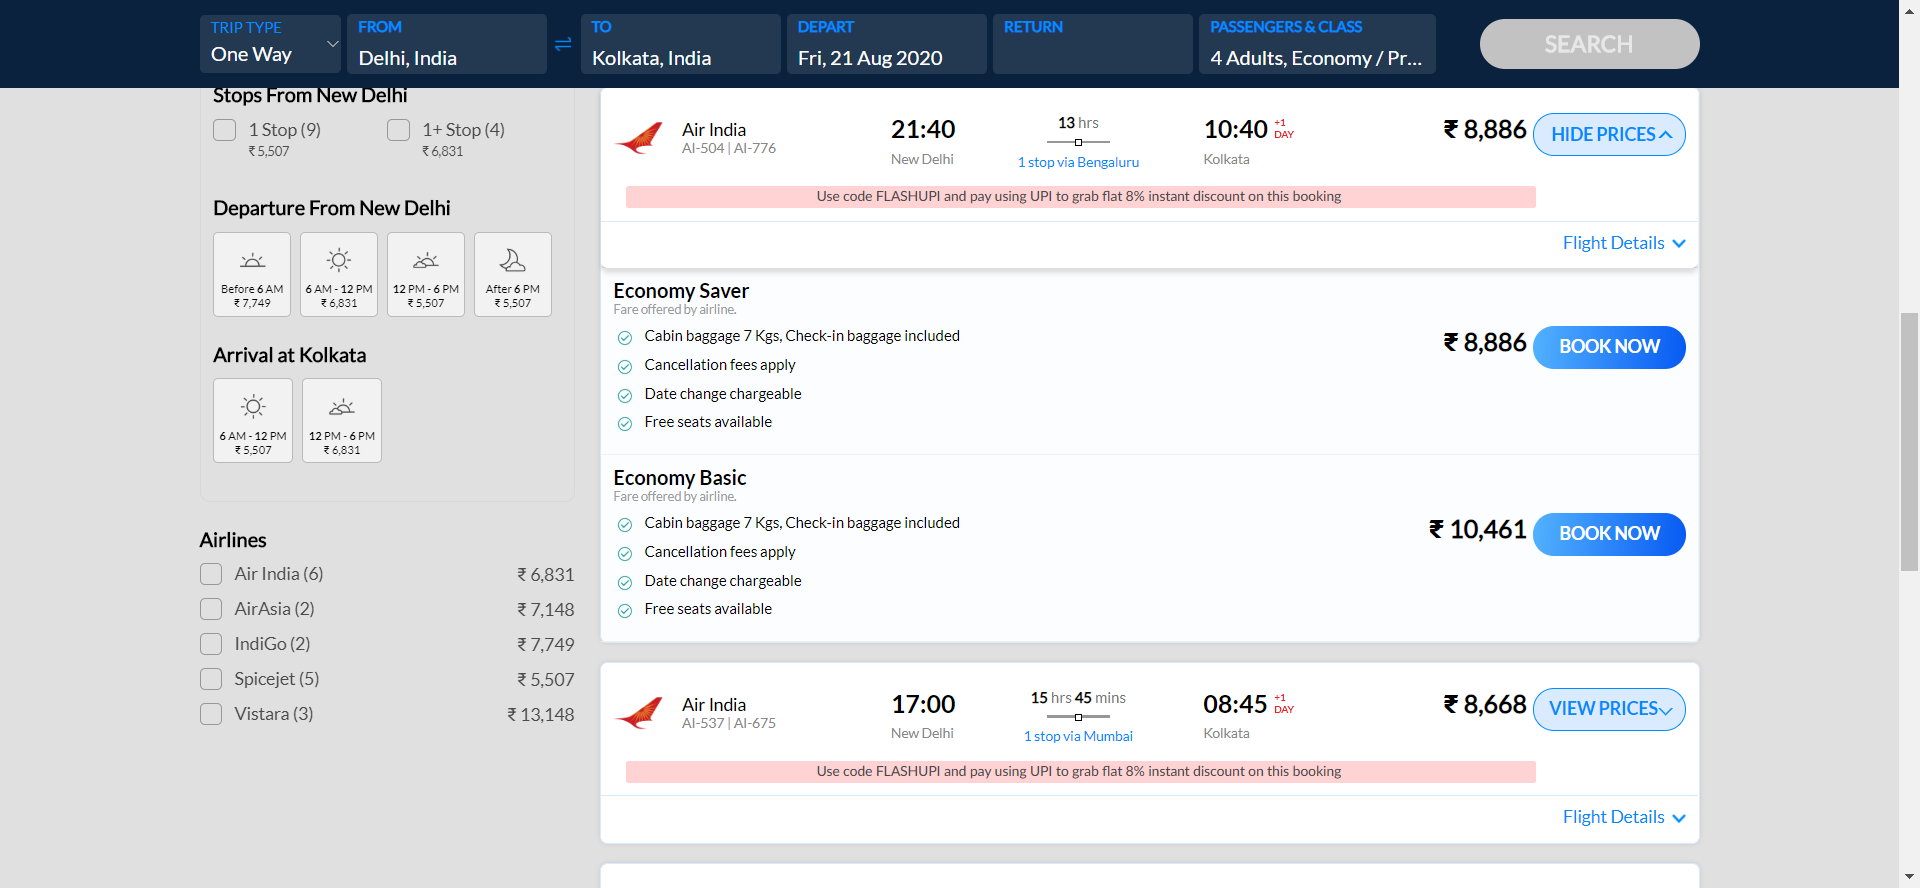 TRIP TYPE
One Way
FROM
Delhi, India
TO
Kolkata, India
DEPART
Fri, 21 Aug 2020
RETURN
PASSENGERS & CLASS
4 Adults, Economy / Pr...
SEARCH
Stops From New Delhi
1 Stop (9)
₹ 5,507
1+ Stop (4)
₹ 6,831
Departure From New Delhi
Before 6 AM
₹ 7,749
6 AM - 12 PM
₹ 6,831
12 PM - 6 PM
₹ 5,507
After 6 PM
₹ 5,507
Arrival at Kolkata
6 AM - 12 PM
₹ 5,507
12 PM - 6 PM
₹ 6,831
Airlines
Air India (6) ₹ 6,831
AirAsia (2) ₹ 7,148
IndiGo (2) ₹ 7,749
Spicejet (5) ₹ 5,507
Vistara (3) ₹ 13,148
Air India
AI-504 | AI-776
21:40
New Delhi
13 hrs
1 stop via Bengaluru
10:40 +1 DAY
Kolkata
₹ 8,886
HIDE PRICES
Use code FLASHUPI and pay using UPI to grab flat 8% instant discount on this booking
Flight Details
Economy Saver
Fare offered by airline.
Cabin baggage 7 Kgs, Check-in baggage included
Cancellation fees apply
Date change chargeable
Free seats available
₹ 8,886
BOOK NOW
Economy Basic
Fare offered by airline.
Cabin baggage 7 Kgs, Check-in baggage included
Cancellation fees apply
Date change chargeable
Free seats available
₹ 10,461
BOOK NOW
Air India
AI-537 | AI-675
17:00
New Delhi
15 hrs 45 mins
1 stop via Mumbai
08:45 +1 DAY
Kolkata
₹ 8,668
VIEW PRICES
Use code FLASHUPI and pay using UPI to grab flat 8% instant discount on this booking
Flight Details